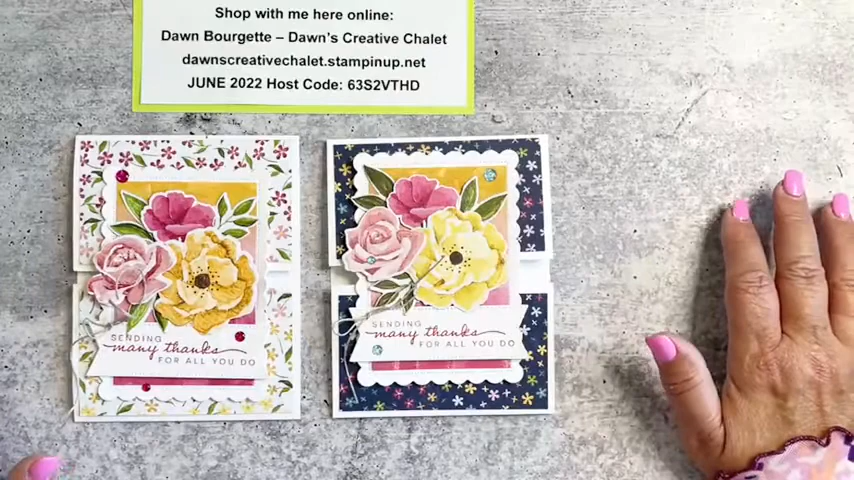 Shop with me here online:
Dawn Bourgette – Dawn's Creative Chalet
dawnscreativechalet.stampinup.net
JUNE 2022 Host Code: 63S2VTHD
SENDING
many thanks
FOR ALL YOU DO
SENDING
many thanks
FOR ALL YOU DO